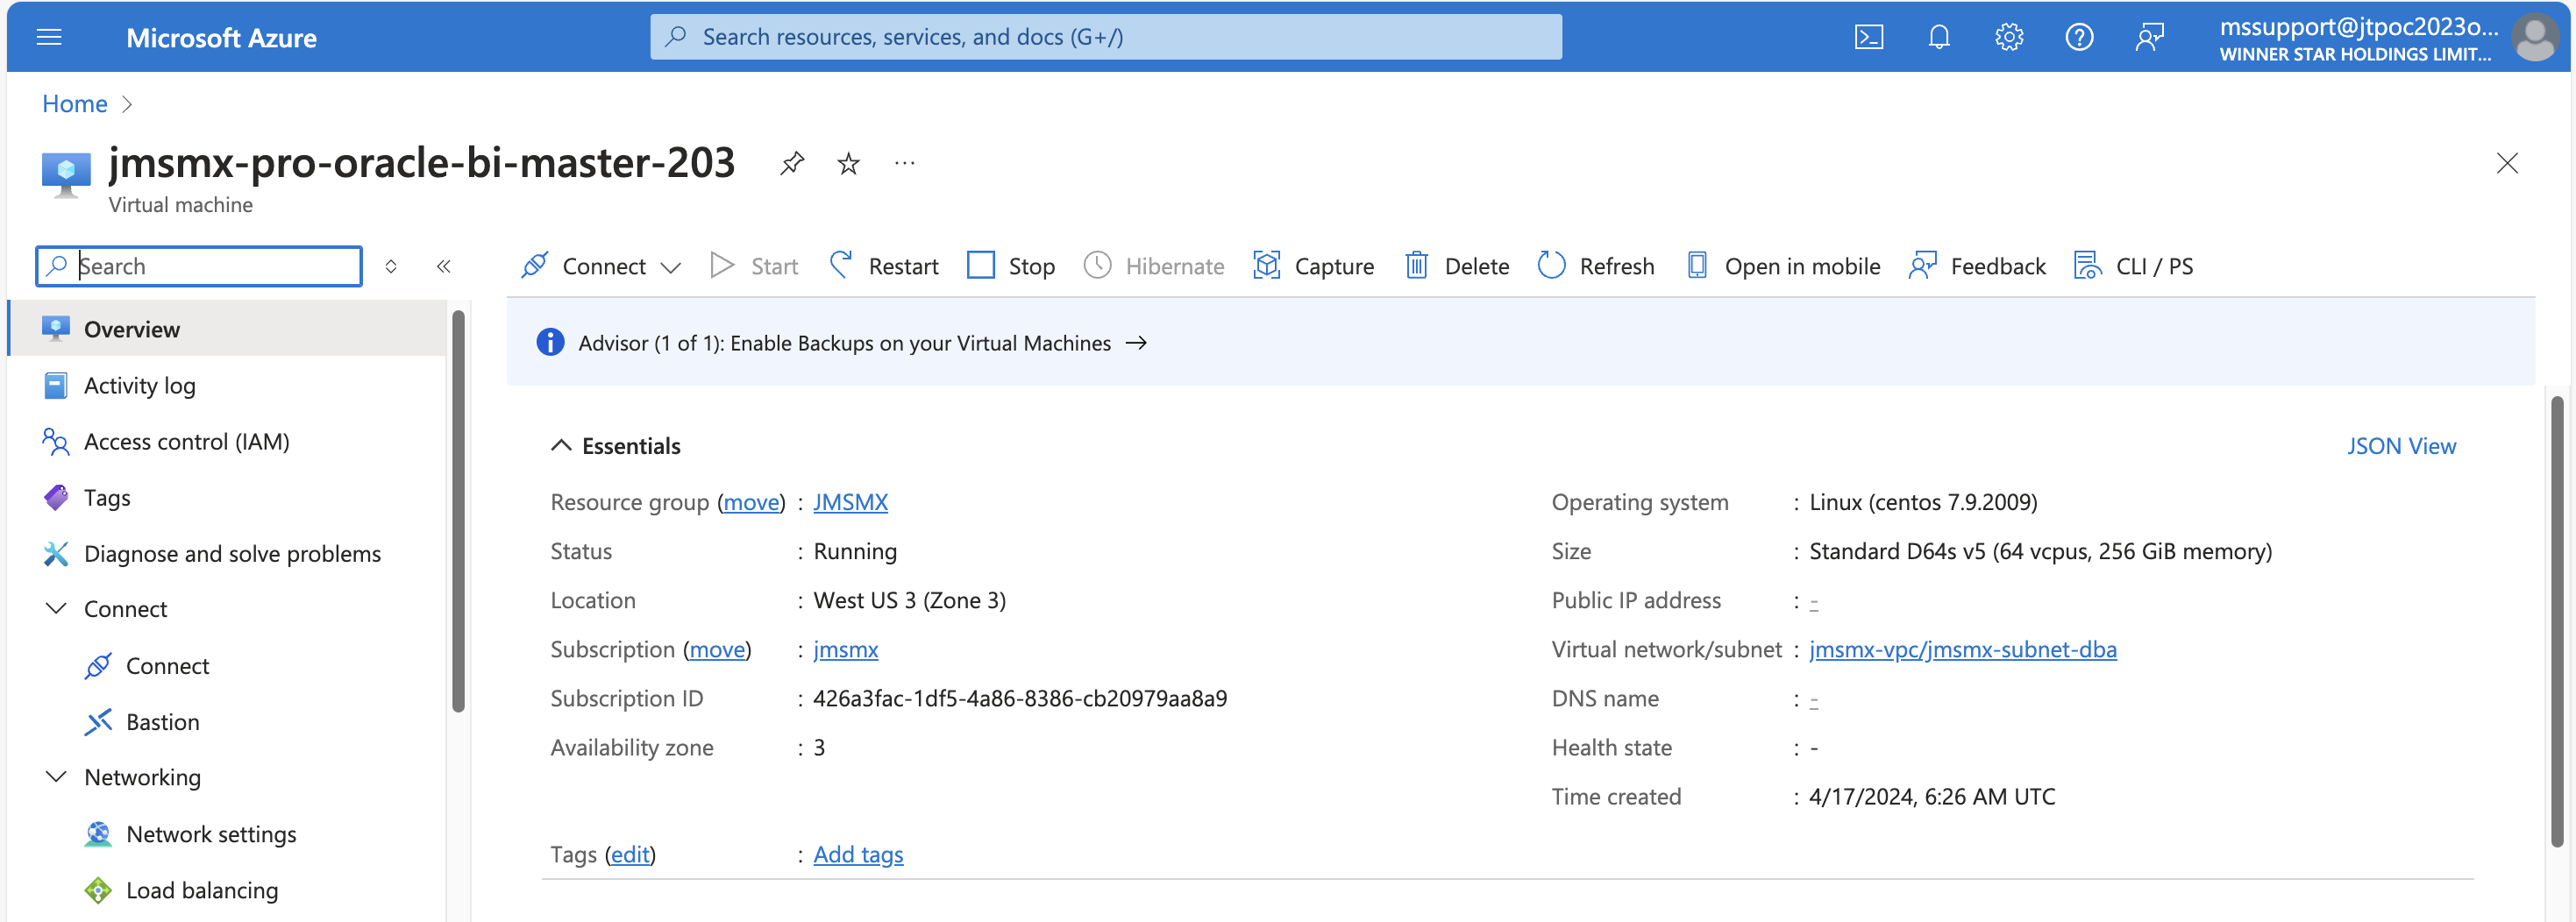 Microsoft Azure
Search resources, services, and docs (G+/)
mssupport@jtpoc2023o...
WINNER STAR HOLDINGS LIMIT...
Home
jmsmx-pro-oracle-bi-master-203
Virtual machine
Search
Connect
Start
Restart
Stop
Hibernate
Capture
Delete
Refresh
Open in mobile
Feedback
CLI / PS
Overview
Activity log
Access control (IAM)
Tags
Diagnose and solve problems
Connect
Connect
Bastion
Networking
Network settings
Load balancing
Advisor (1 of 1): Enable Backups on your Virtual Machines →
Essentials
JSON View
Resource group (move) : JMSMX
Status : Running
Location : West US 3 (Zone 3)
Subscription (move) : jmsmx
Subscription ID : 426a3fac-1df5-4a86-8386-cb20979aa8a9
Availability zone : 3
Operating system : Linux (centos 7.9.2009)
Size : Standard D64s v5 (64 vcpus, 256 GiB memory)
Public IP address : -
Virtual network/subnet : jmsmx-vpc/jmsmx-subnet-dba
DNS name : -
Health state : -
Time created : 4/17/2024, 6:26 AM UTC
Tags (edit) : Add tags